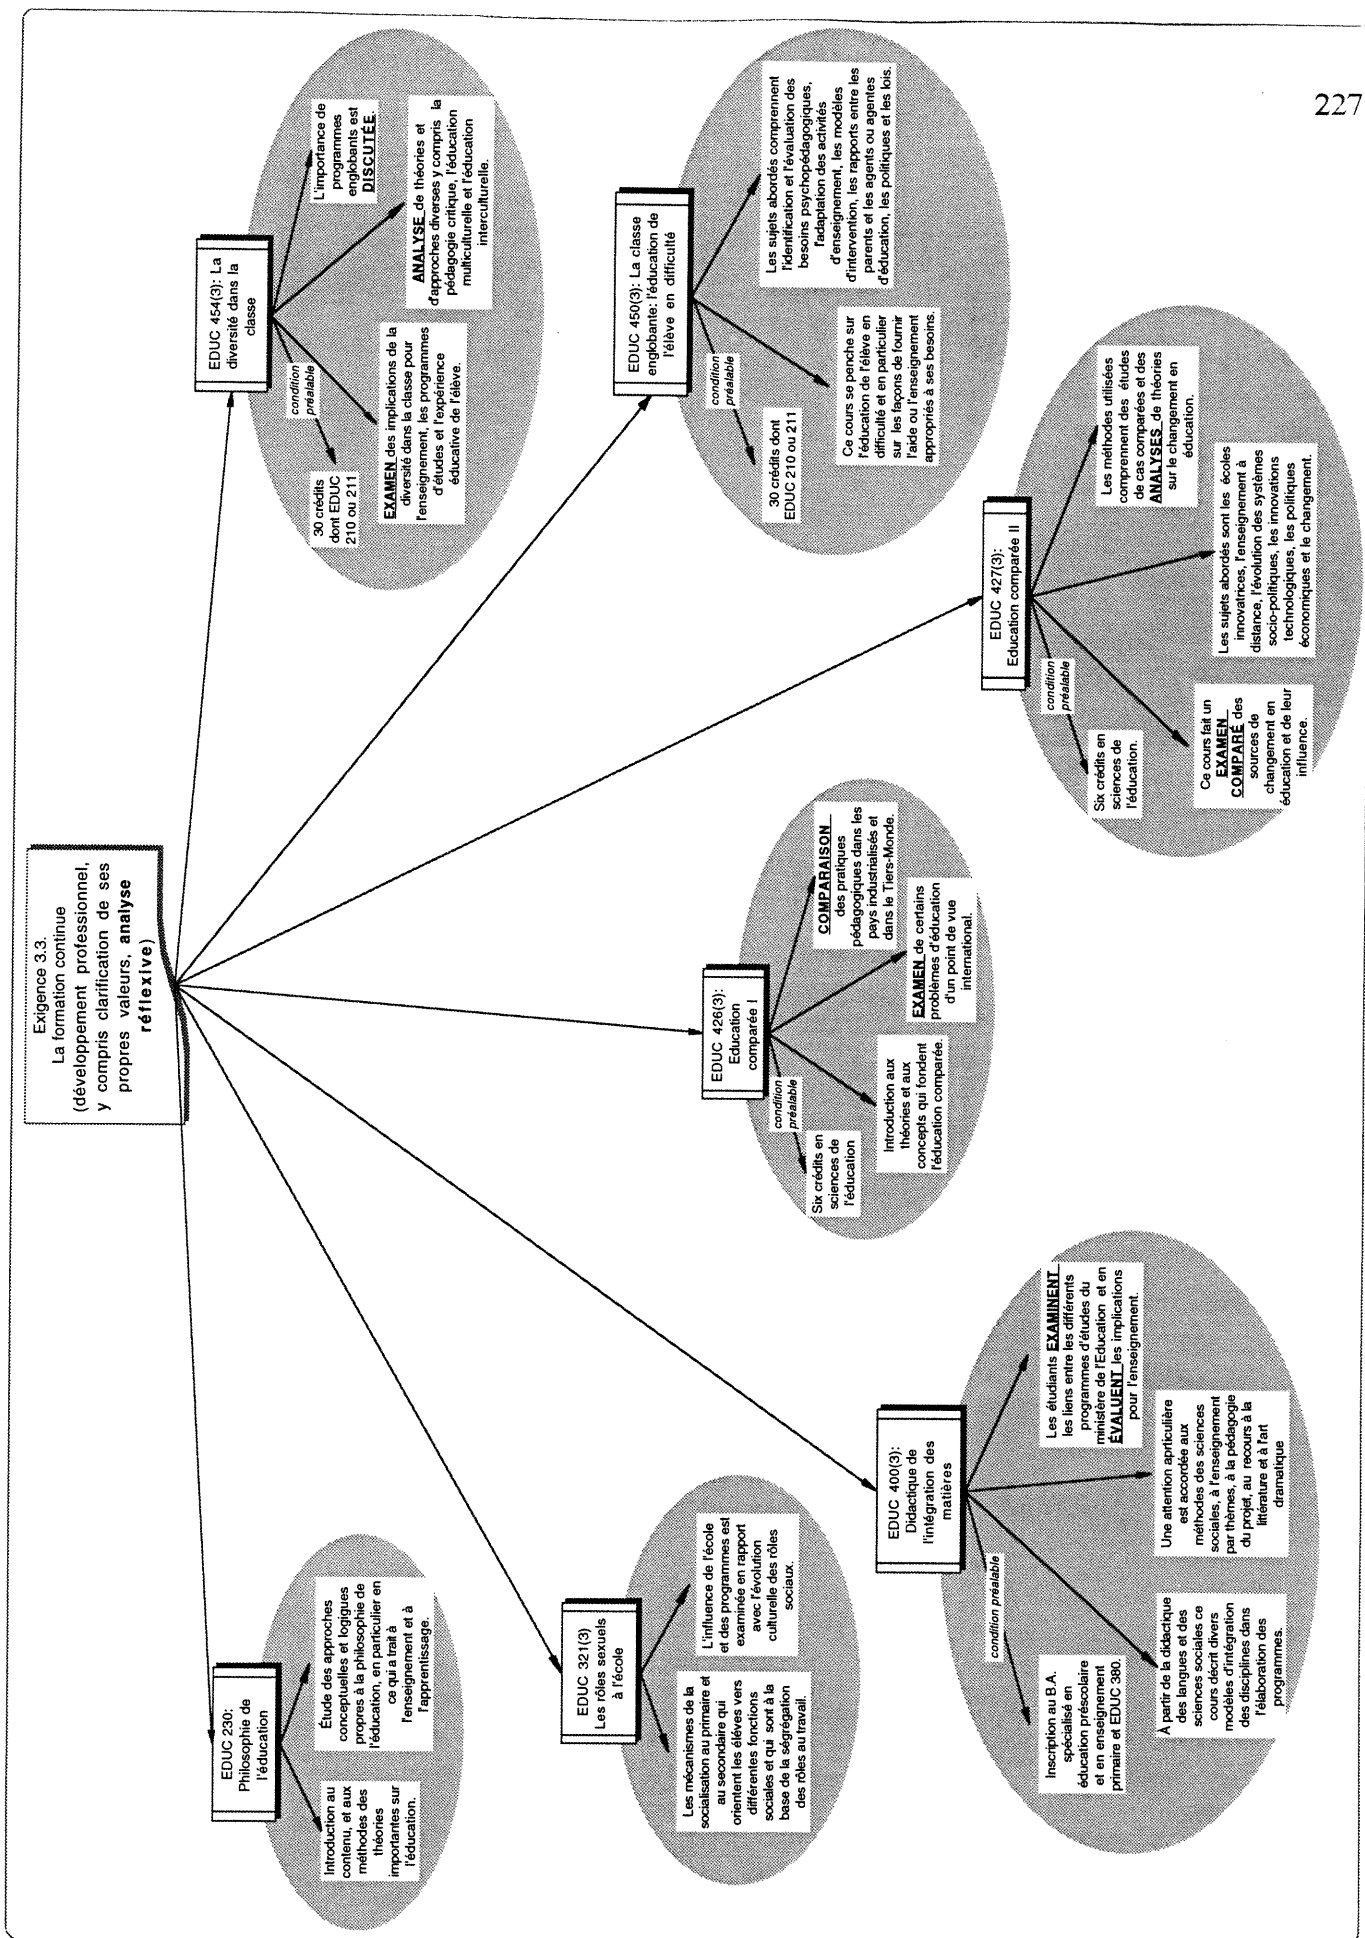 227
Exigence 3.3.
La formation continue
(développement professionnel,
y compris clarification de ses
propres valeurs, analyse
réflexive)
EDUC 230:
Philosophie de
l'éducation
Introduction au
contenu, et aux
méthodes des
théories
importantes sur
l'éducation.
Étude des approches
conceptuelles et logiques
propres à la philosophie de
l'éducation, en particulier en
ce qui a trait à
l'enseignement et à
l'apprentissage.
EDUC 321(3)
Les rôles sexuels
à l'école
Les mécanismes de la
socialisation au primaire et
au secondaire qui
orientent les élèves vers
différentes fonctions
sociales et qui sont à la
base de la ségrégation
des rôles au travail.
L'influence de l'école
et des programmes est
examinée en rapport
avec l'évolution
culturelle des rôles
sociaux.
EDUC 400(3):
Didactique de
l'intégration des
matières
condition préalable
Inscription au B.A.
spécialisé en
éducation préscolaire
et en enseignement
primaire et EDUC 380.
À partir de la didactique
des langues et des
sciences sociales ce
cours décrit divers
modèles d'intégration
des disciplines dans
l'élaboration des
programmes.
Une attention aprticulière
est accordée aux
méthodes des sciences
sociales, à l'enseignement
par thèmes, à la pédagogie
du projet, au recours à la
littérature et à l'art
dramatique
Les étudiants EXAMINENT
les liens entre les différents
programmes d'études du
ministère de l'Education et en
ÉVALUENT les implications
pour l'enseignement.
EDUC 426(3):
Education
comparée I
condition
préalable
Six crédits en
sciences de
l'éducation
Introduction aux
théories et aux
concepts qui fondent
l'éducation comparée.
EXAMEN de certains
problèmes d'éducation
d'un point de vue
international.
COMPARAISON
des pratiques
pédagogiques dans les
pays industrialisés et
dans le Tiers-Monde.
EDUC 427(3):
Education comparée II
condition
préalable
Six crédits en
sciences de
l'éducation.
Ce cours fait un
EXAMEN
COMPARÉ des
sources de
changement en
éducation et de leur
influence.
Les sujets abordés sont les écoles
innovatrices, l'enseignement à
distance, l'évolution des systèmes
socio-politiques, les innovations
technologiques, les politiques
économiques et le changement.
Les méthodes utilisées
comprennent des études
de cas comparées et des
ANALYSES de théories
sur le changement en
éducation.
EDUC 450(3): La classe
englobante: l'éducation de
l'élève en difficulté
condition
préalable
30 crédits dont
EDUC 210 ou 211
Ce cours se penche sur
l'éducation de l'élève en
difficulté et en particulier
sur les façons de fournir
l'aide ou l'enseignement
appropriés à ses besoins.
Les sujets abordés comprennent
l'identification et l'évaluation des
besoins psychopédagogiques,
l'adaptation des activités
d'enseignement, les modèles
d'intervention, les rapports entre les
parents et les agents ou agentes
d'éducation, les politiques et les lois.
EDUC 454(3): La
diversité dans la
classe
condition
préalable
30 crédits
dont EDUC
210 ou 211
EXAMEN des implications de la
diversité dans la classe pour
l'enseignement, les programmes
d'études et l'expérience
éducative de l'élève.
ANALYSE de théories et
d'approches diverses y compris la
pédagogie critique, l'éducation
multiculturelle et l'éducation
interculturelle.
L'importance de
programmes
englobants est
DISCUTÉE.